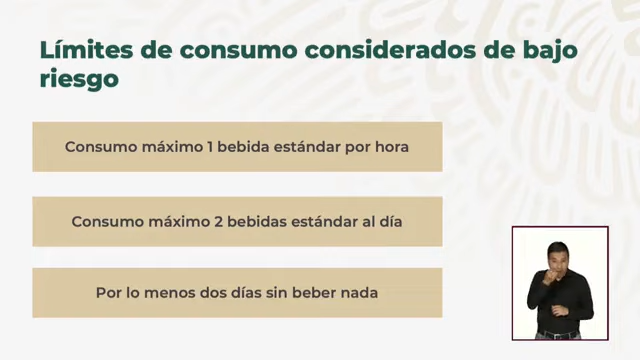 Límites de consumo considerados de bajo
riesgo
Consumo máximo 1 bebida estándar por hora
Consumo máximo 2 bebidas estándar al día
Por lo menos dos días sin beber nada